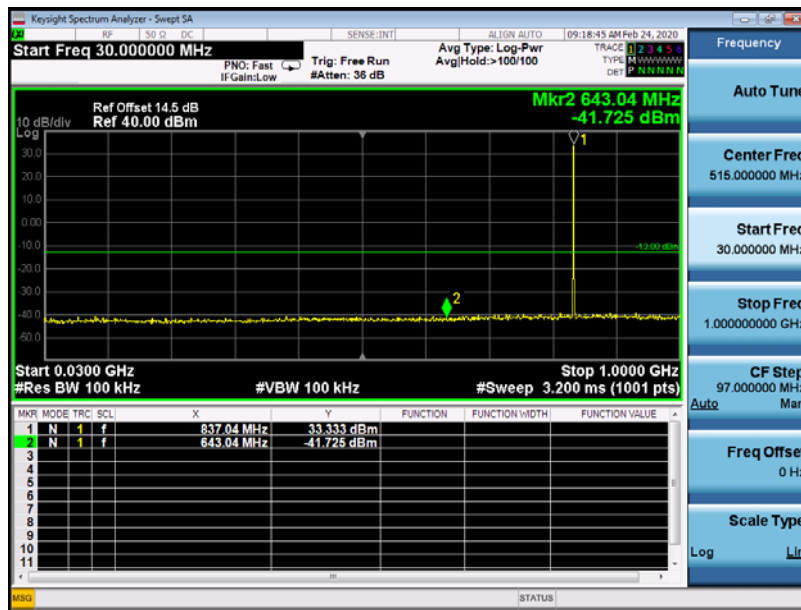 Keysight Spectrum Analyzer - Swept SA
RF 50 Ω DC SENSE:INT ALIGN AUTO 09:18:45 AM Feb 24, 2020
Start Freq 30.000000 MHz
PNO: Fast
IFGain:Low
Trig: Free Run
#Atten: 36 dB
Avg Type: Log-Pwr
Avg|Hold:>100/100
TRACE 1 2 3 4 5 6
TYPE M WWWWW
DET P N N N N N
Ref Offset 14.5 dB
Ref 40.00 dBm
Mkr2 643.04 MHz
-41.725 dBm
10 dB/div
Log
30.0
20.0
10.0
0.00
-10.0
-20.0
-30.0
-40.0
-50.0
-13.00 dBm
1
2
Start 0.0300 GHz Stop 1.0000 GHz
#Res BW 100 kHz #VBW 100 kHz #Sweep 3.200 ms (1001 pts)
MKR MODE TRC SCL X Y FUNCTION FUNCTION WIDTH FUNCTION VALUE
1 N 1 f 837.04 MHz 33.333 dBm
2 N 1 f 643.04 MHz -41.725 dBm
3
4
5
6
7
8
9
10
11
MSG STATUS
Frequency
Auto Tune
Center Freq
515.000000 MHz
Start Freq
30.000000 MHz
Stop Freq
1.000000000 GHz
CF Step
97.000000 MHz
Auto Man
Freq Offset
0 Hz
Scale Type
Log Lin